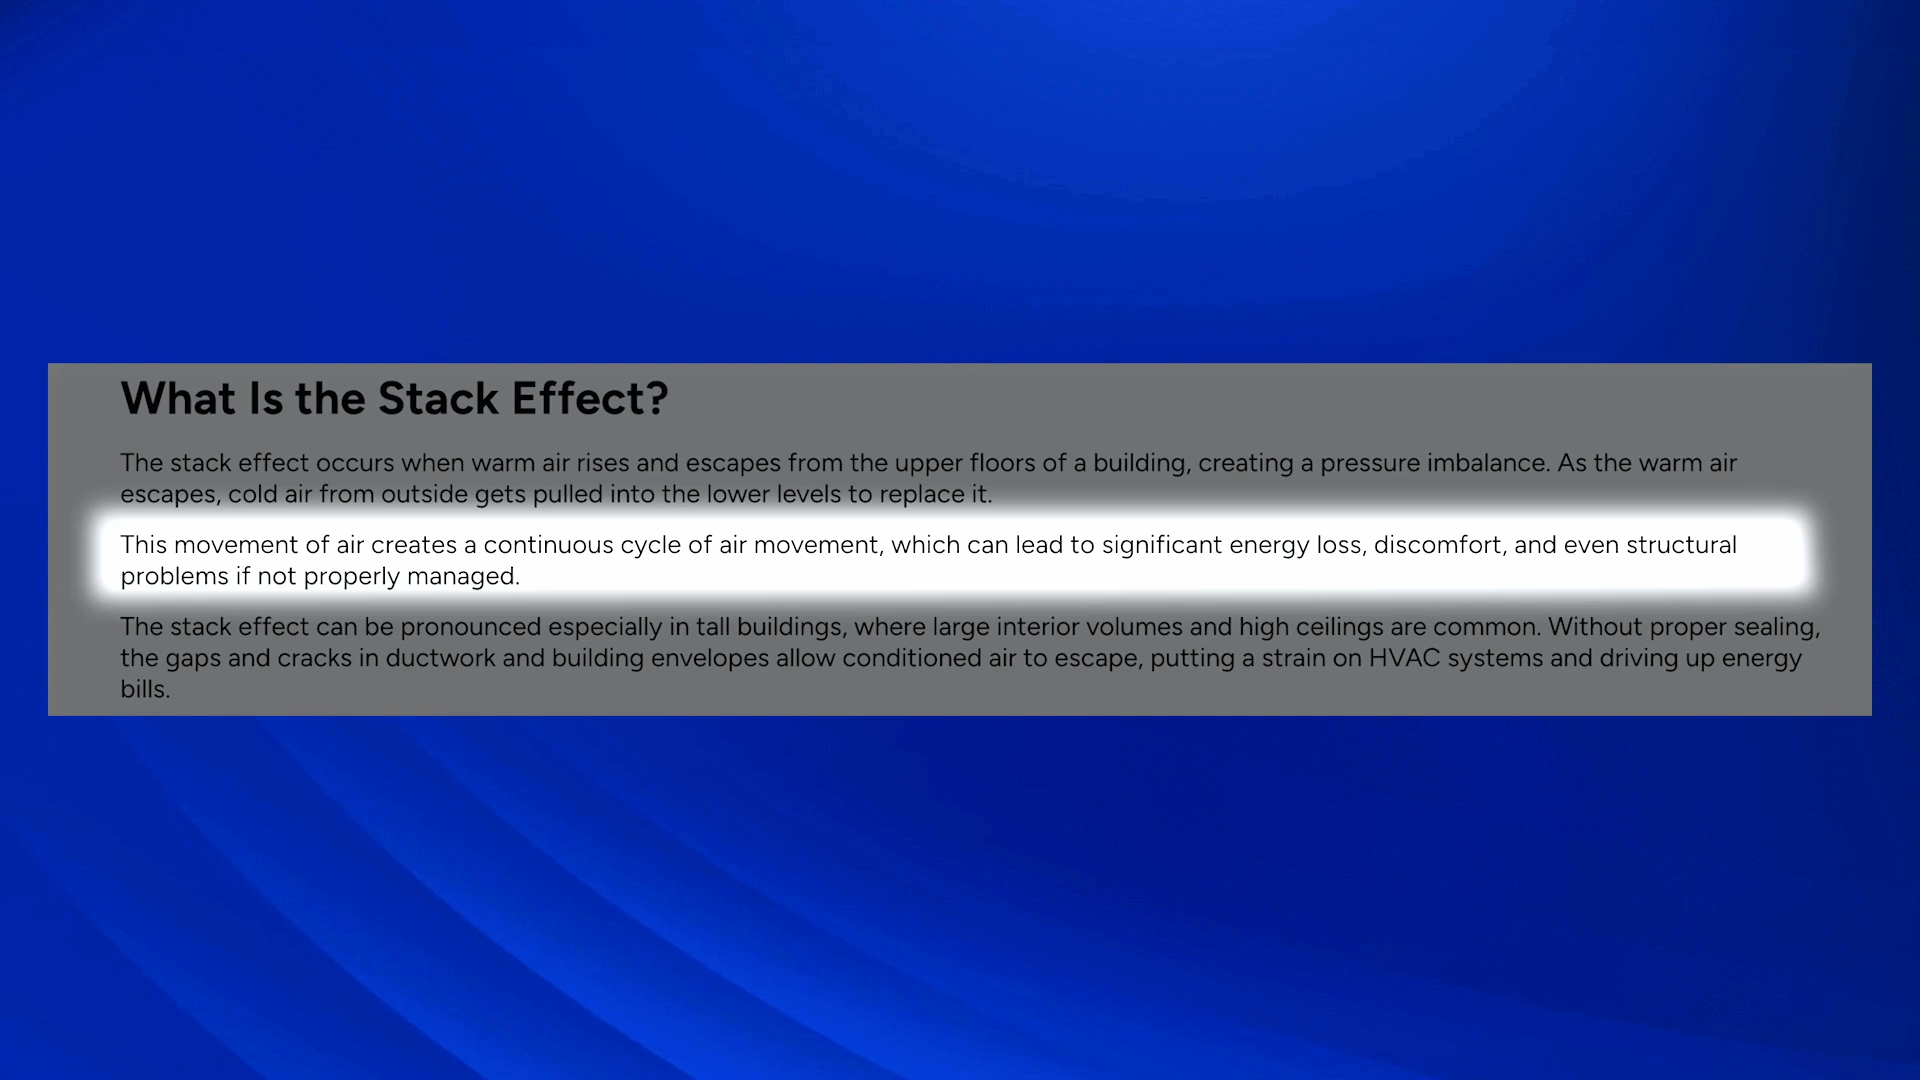 What Is the Stack Effect?
The stack effect occurs when warm air rises and escapes from the upper floors of a building, creating a pressure imbalance. As the warm air
escapes, cold air from outside gets pulled into the lower levels to replace it.
This movement of air creates a continuous cycle of air movement, which can lead to significant energy loss, discomfort, and even structural
problems if not properly managed.
The stack effect can be pronounced especially in tall buildings, where large interior volumes and high ceilings are common. Without proper sealing,
the gaps and cracks in ductwork and building envelopes allow conditioned air to escape, putting a strain on HVAC systems and driving up energy
bills.